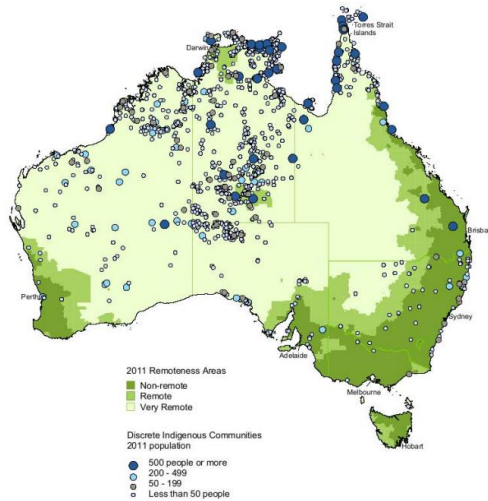 Torres Strait
Islands
Darwin
Brisba
Perth
Sydney
Adelaide
Melbourne
Hobart
2011 Remoteness Areas
Non-remote
Remote
Very Remote
Discrete Indigenous Communities
2011 population
500 people or more
200 - 499
50 - 199
Less than 50 people